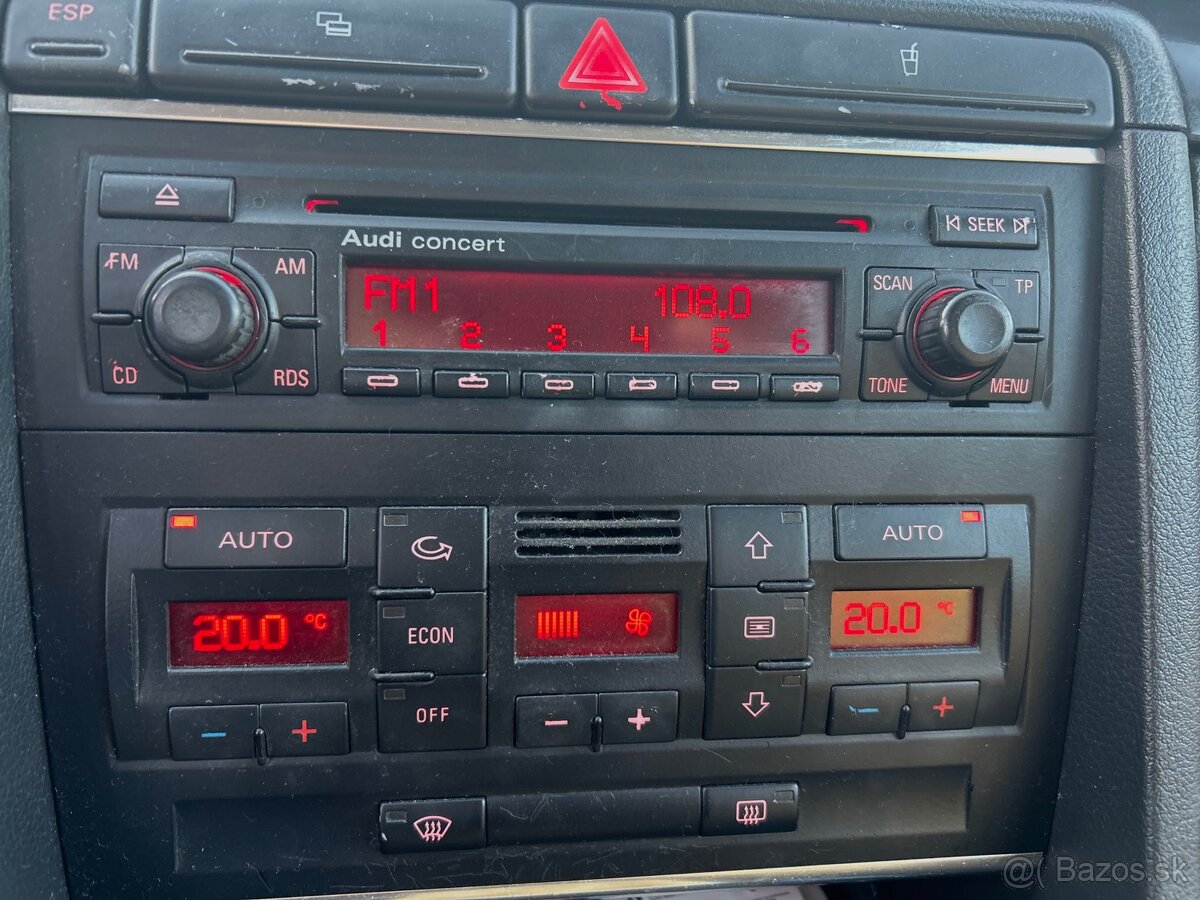 ESP
Audi concert
SEEK
FM
AM
SCAN
TP
FM1 108.0
1 2 3 4 5 6
CD
RDS
TONE
MENU
AUTO
AUTO
20.0 °C
ECON
20.0 °C
OFF
- +
- +
- +
@( Bazos.sk